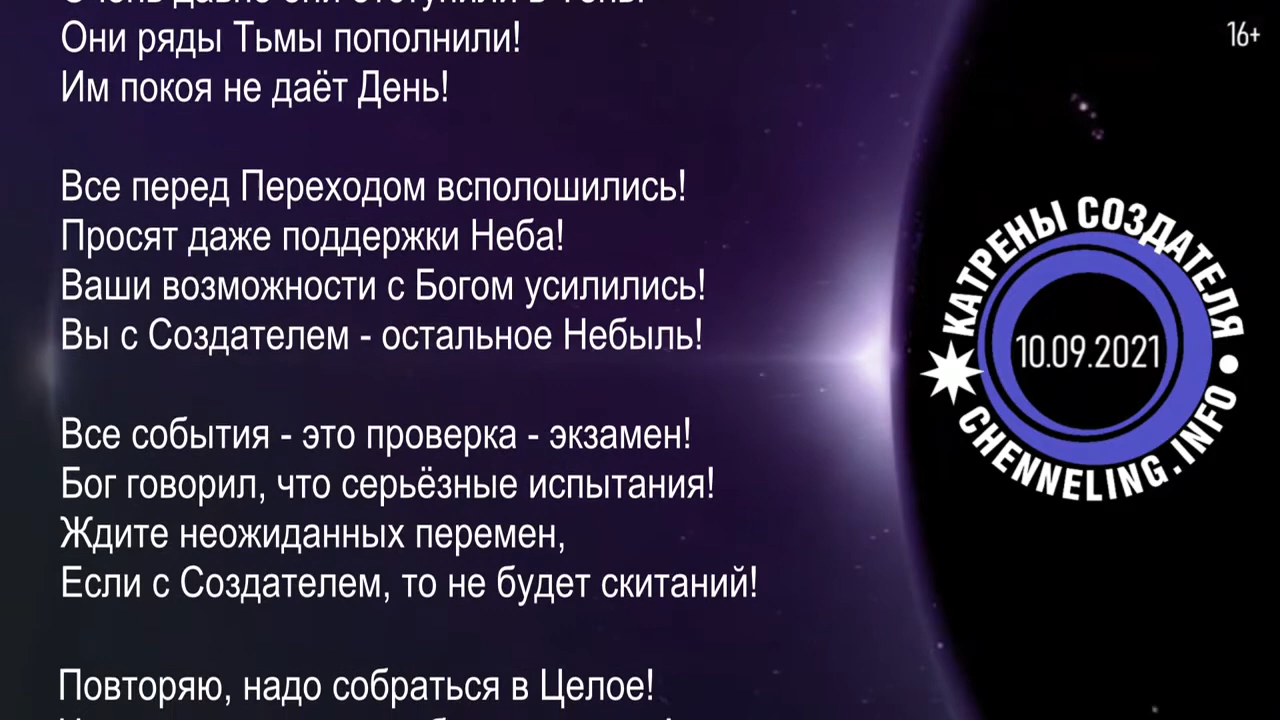 Они ряды Тьмы пополнили!
Им покоя не даёт День!
Все перед Переходом всполошились!
Просят даже поддержки Неба!
Ваши возможности с Богом усилились!
Вы с Создателем - остальное Небыль!
Все события - это проверка - экзамен!
Бог говорил, что серьёзные испытания!
Ждите неожиданных перемен,
Если с Создателем, то не будет скитаний!
Повторяю, надо собраться в Целое!
16+
КАТРЕНЫ СОЗДАТЕЛЯ
10.09.2021
CHENNELING.INFO